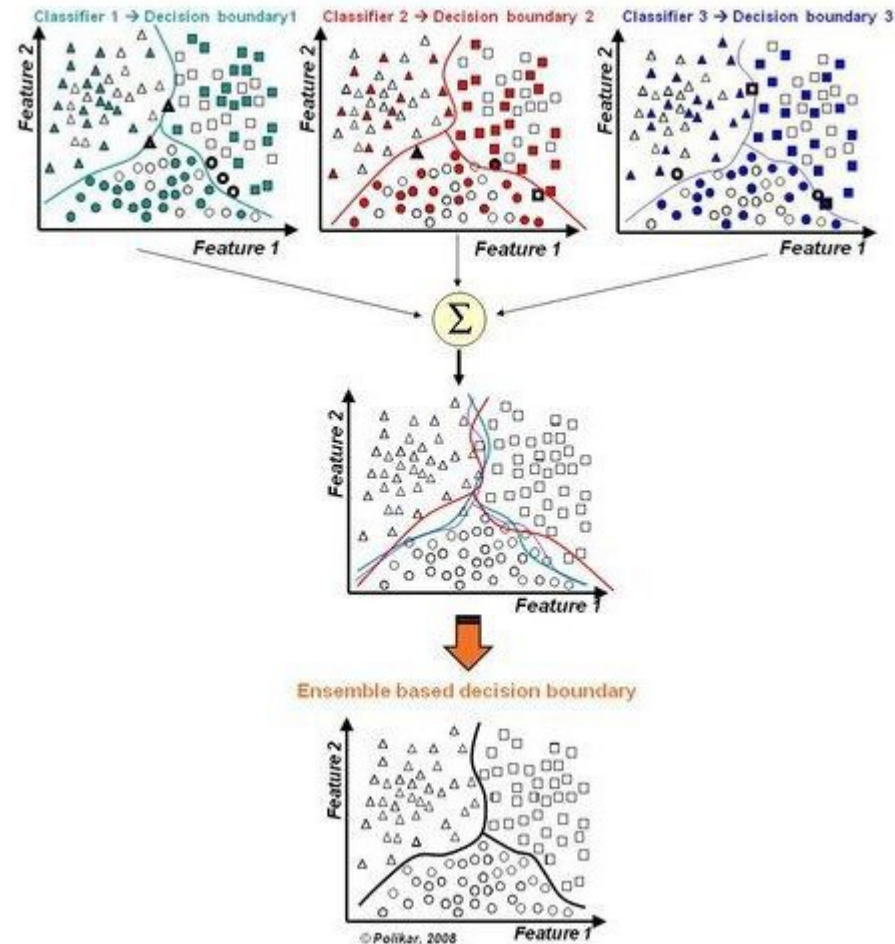 Classifier 1 → Decision boundary1
Classifier 2 → Decision boundary 2
Classifier 3 → Decision boundary 3
Feature 2
Feature 2
Feature 2
Feature 1
Feature 1
Feature 1
Σ
Feature 2
Feature 1
Ensemble based decision boundary
Feature 2
Feature 1
© Polikar, 2008